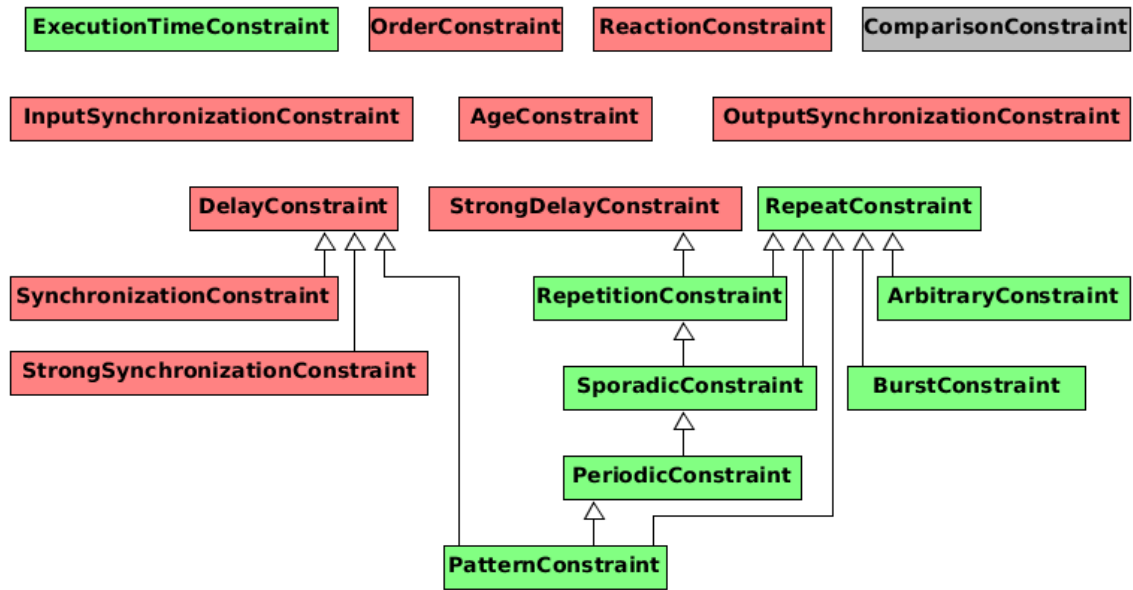 ExecutionTimeConstraint
OrderConstraint
ReactionConstraint
ComparisonConstraint
InputSynchronizationConstraint
AgeConstraint
OutputSynchronizationConstraint
DelayConstraint
StrongDelayConstraint
RepeatConstraint
SynchronizationConstraint
RepetitionConstraint
ArbitraryConstraint
StrongSynchronizationConstraint
SporadicConstraint
BurstConstraint
PeriodicConstraint
PatternConstraint